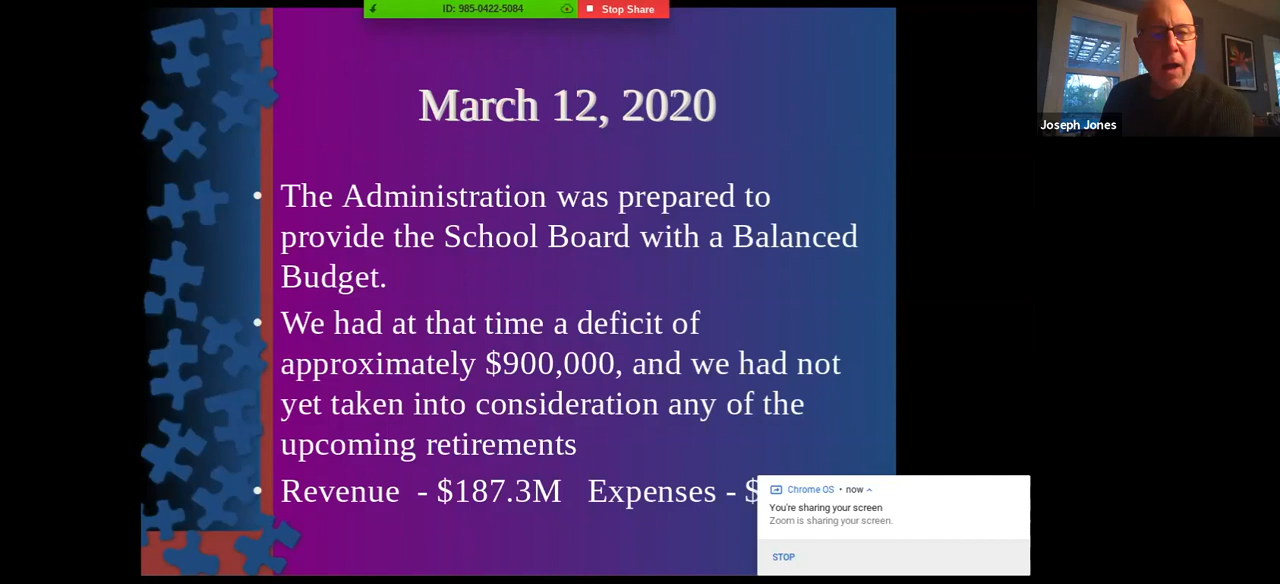 ID: 985-0422-5084
Stop Share
Joseph Jones
March 12, 2020
• The Administration was prepared to
provide the School Board with a Balanced
Budget.
• We had at that time a deficit of
approximately $900,000, and we had not
yet taken into consideration any of the
upcoming retirements
• Revenue - $187.3M Expenses - $
Chrome OS • now
You're sharing your screen
Zoom is sharing your screen.
STOP